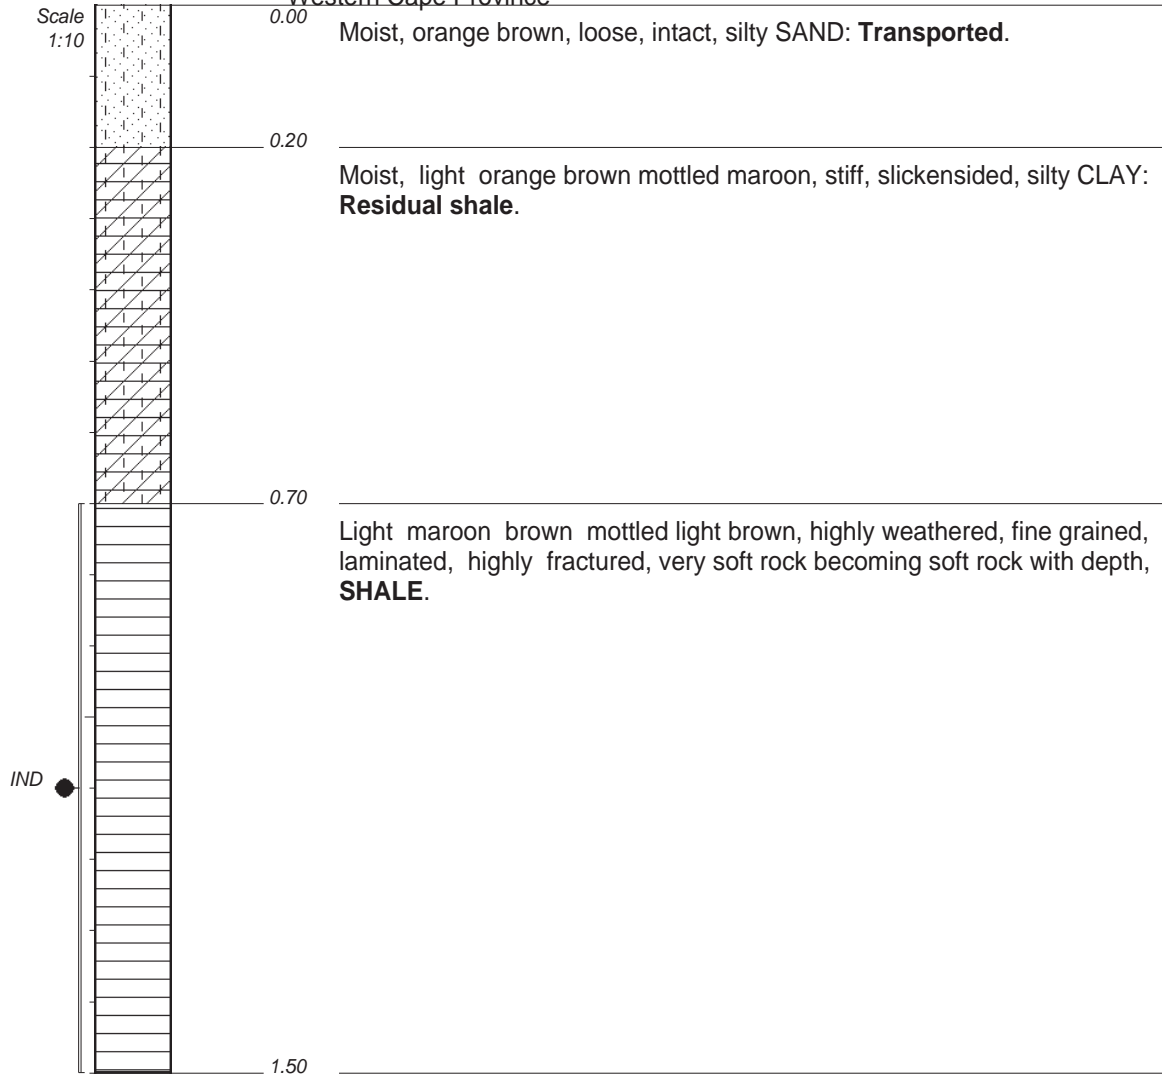 Western Cape Province
Scale
1:10
0.00
Moist, orange brown, loose, intact, silty SAND: Transported.
0.20
Moist, light orange brown mottled maroon, stiff, slickensided, silty CLAY:
Residual shale.
0.70
Light maroon brown mottled light brown, highly weathered, fine grained,
laminated, highly fractured, very soft rock becoming soft rock with depth,
SHALE.
IND
1.50